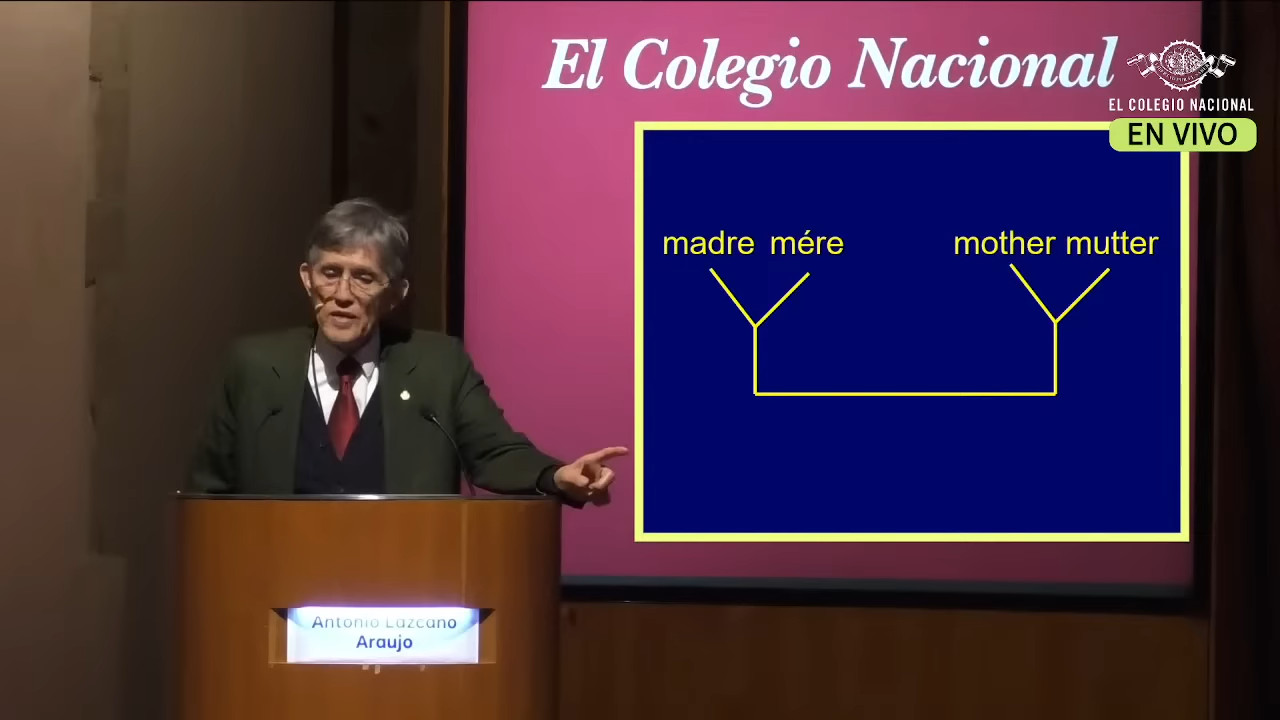 El Colegio Nacional
EL COLEGIO NACIONAL
EN VIVO
madre mére
mother mutter
Antonio Lazcano
Araujo